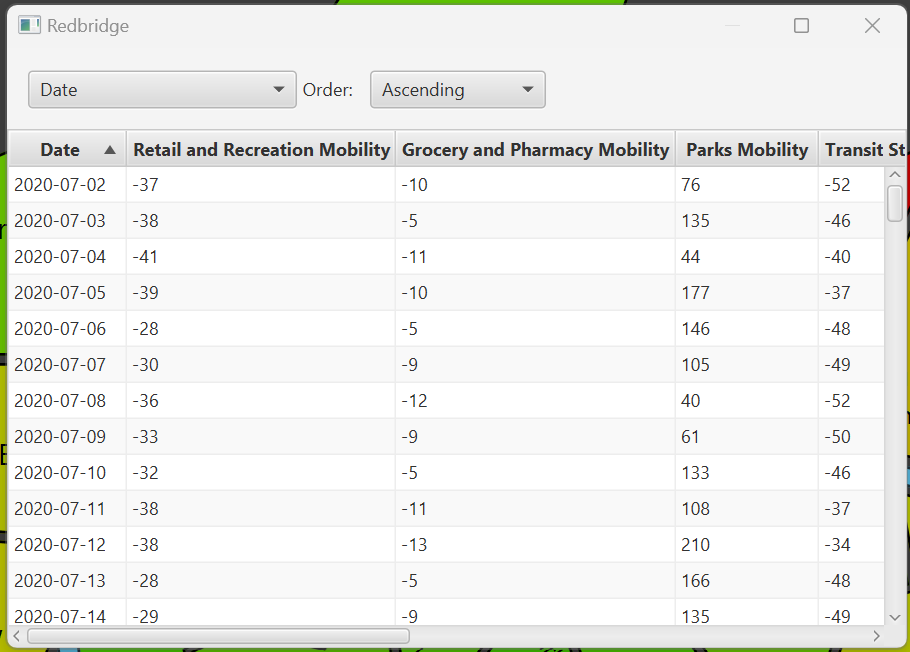 Redbridge
Date Order: Ascending
Date Retail and Recreation Mobility Grocery and Pharmacy Mobility Parks Mobility Transit St
2020-07-02 -37 -10 76 -52
2020-07-03 -38 -5 135 -46
2020-07-04 -41 -11 44 -40
2020-07-05 -39 -10 177 -37
2020-07-06 -28 -5 146 -48
2020-07-07 -30 -9 105 -49
2020-07-08 -36 -12 40 -52
2020-07-09 -33 -9 61 -50
2020-07-10 -32 -5 133 -46
2020-07-11 -38 -11 108 -37
2020-07-12 -38 -13 210 -34
2020-07-13 -28 -5 166 -48
2020-07-14 -29 -9 135 -49